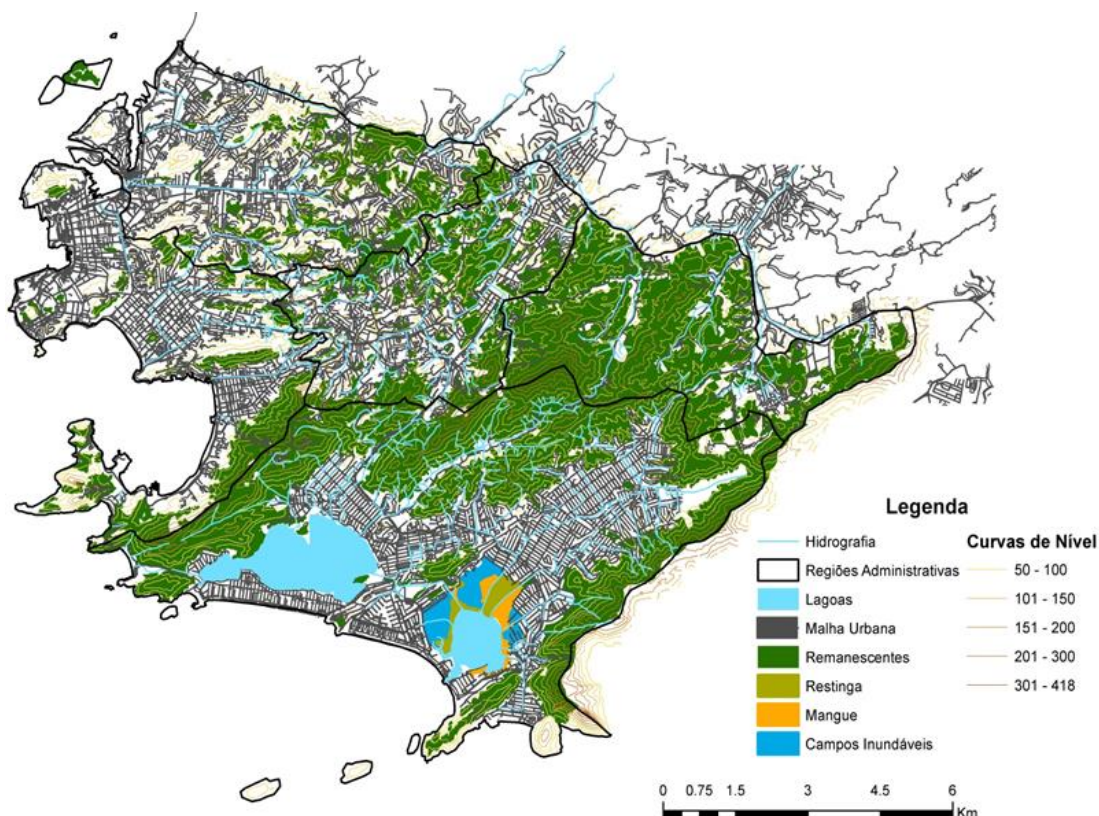 Legenda
Hidrografia
Regiões Administrativas
Lagoas
Malha Urbana
Remanescentes
Restinga
Mangue
Campos Inundáveis
Curvas de Nível
50 - 100
101 - 150
151 - 200
201 - 300
301 - 418
0 0.75 1.5 3 4.5 6
Km